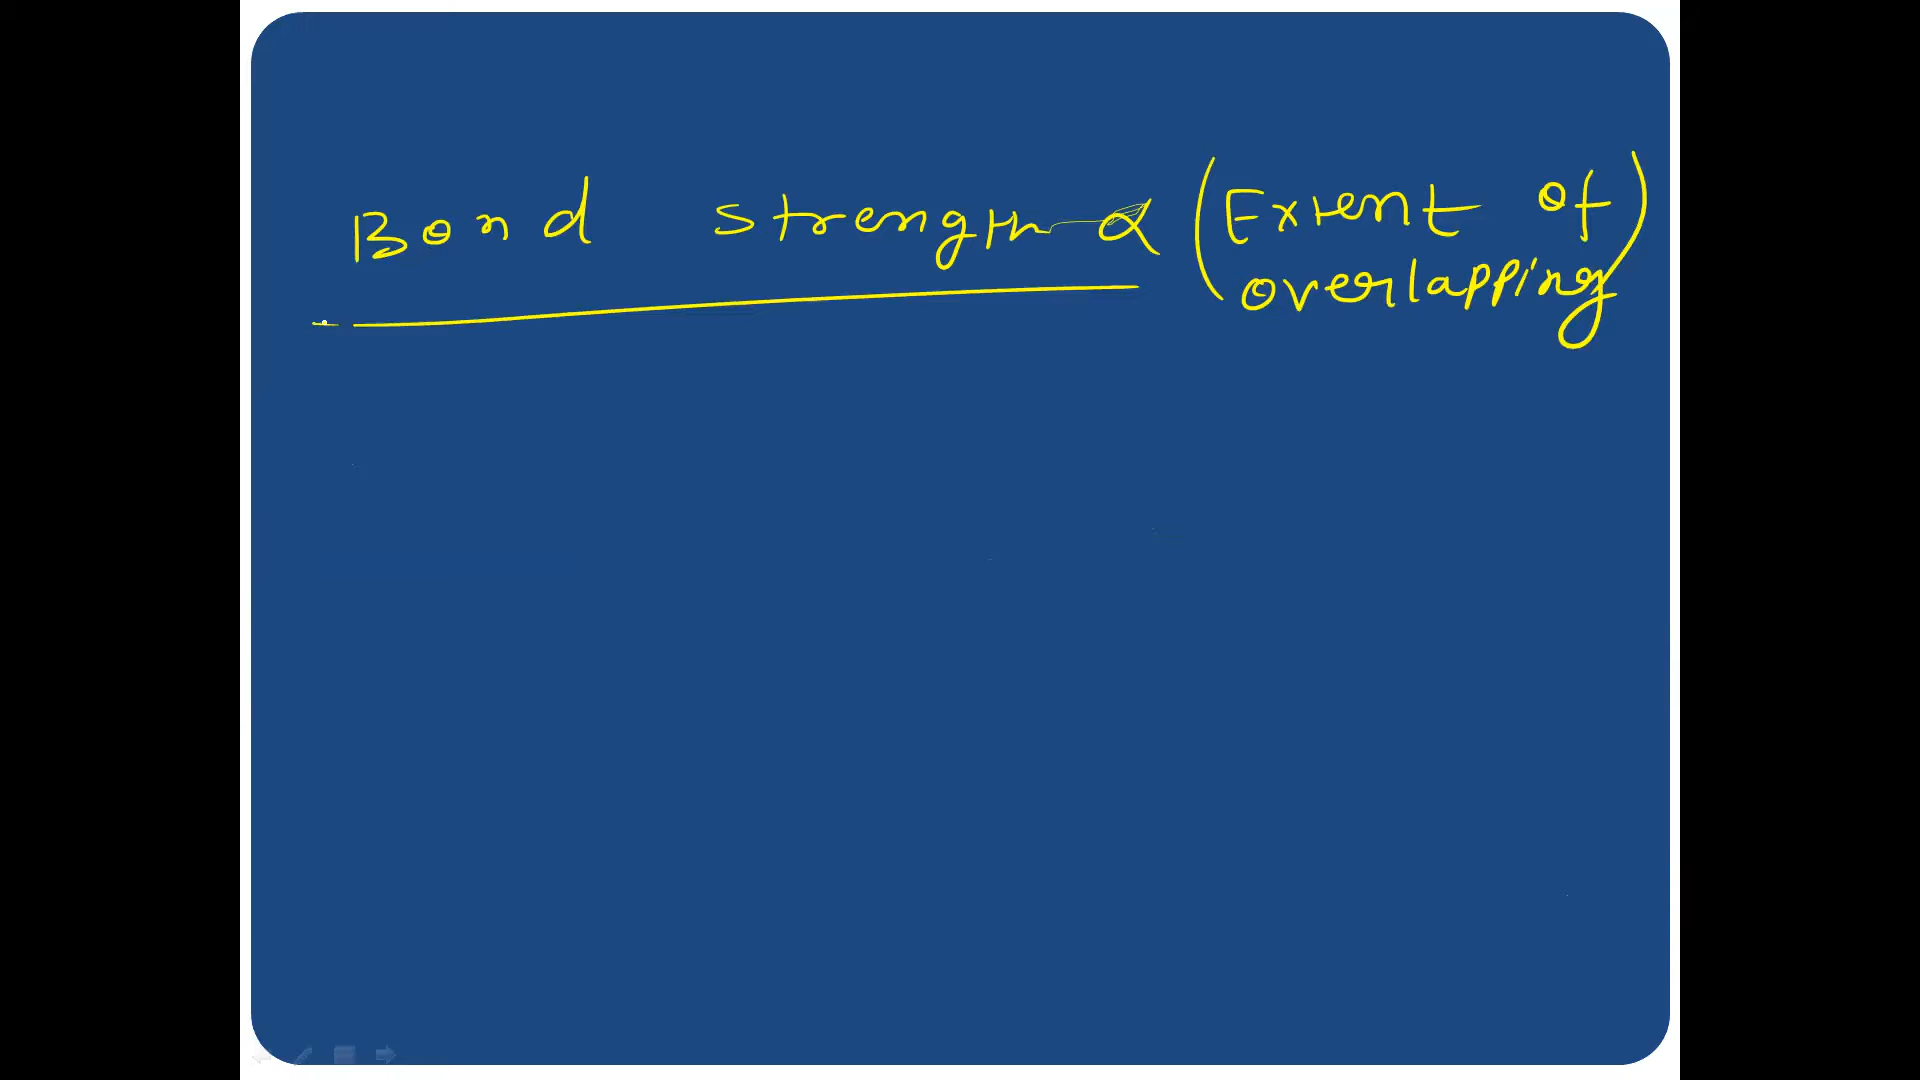 Bond strength α (Extent of
overlapping)